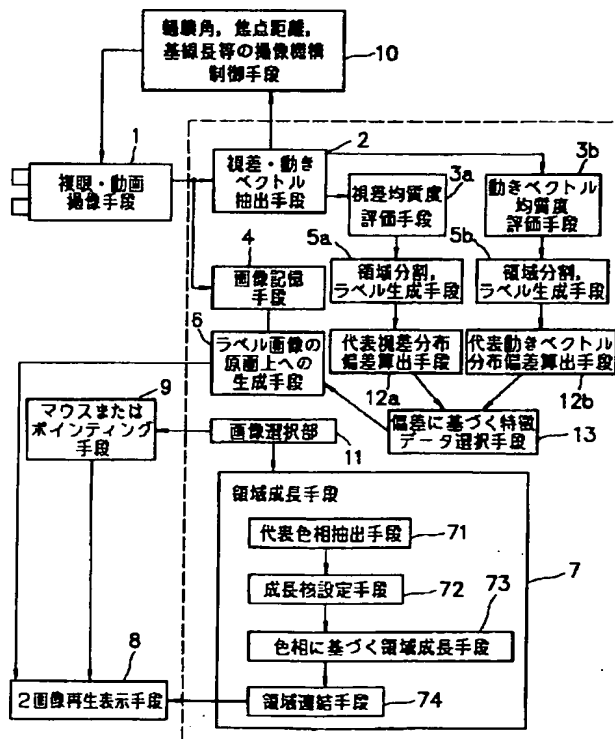 輻輳角,焦点距離,
基線長等の撮像機構
制御手段
10
1
複眼・動画
撮像手段
2
視差・動き
ベクトル
抽出手段
3a
視差均質度
評価手段
3b
動きベクトル
均質度
評価手段
4
画像記憶
手段
5a
領域分割,
ラベル生成手段
5b
領域分割,
ラベル生成手段
6
ラベル画像の
原画上への
生成手段
代表視差分布
偏差算出手段
12a
代表動きベクトル
分布偏差算出手段
12b
9
マウスまたは
ポインティング
手段
画像選択部
11
偏差に基づく特徴
データ選択手段
13
領域成長手段
7
代表色相抽出手段
71
成長核設定手段
72
73
色相に基づく領域成長手段
領域連結手段
74
8
2画像再生表示手段